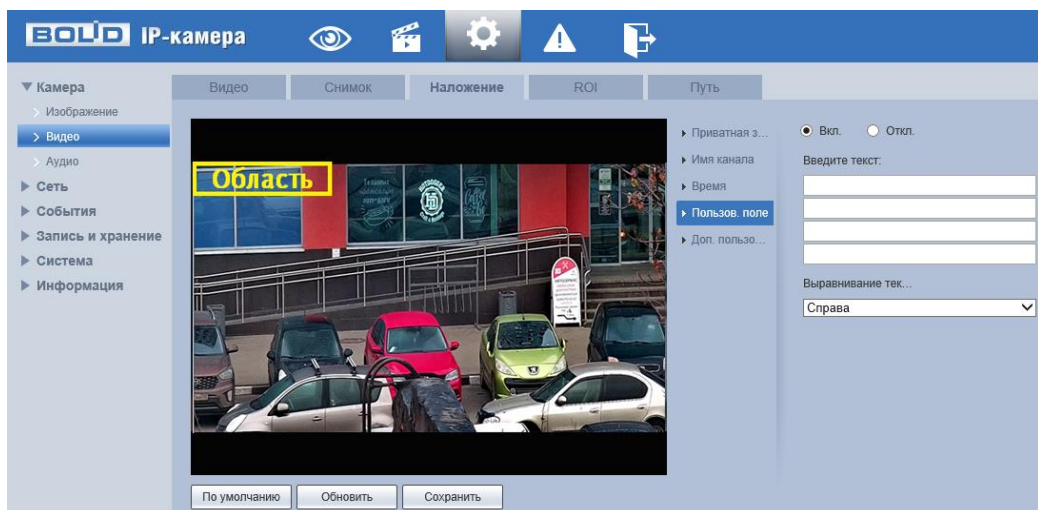 BOLID IP-камера
Камера
Изображение
Видео
Аудио
Сеть
События
Запись и хранение
Система
Информация
Видео
Снимок
Наложение
ROI
Путь
Область
Приватная з...
Имя канала
Время
Пользов. поле
Доп. пользо...
Вкл.
Откл.
Введите текст:
Выравнивание тек...
Справа
По умолчанию
Обновить
Сохранить